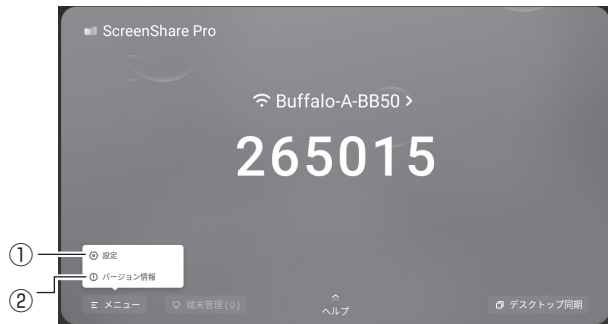 ScreenShare Pro
Buffalo-A-BB50 >
265015
① 設定
② バージョン情報
メニュー
端末管理(0)
ヘルプ
デスクトップ同期